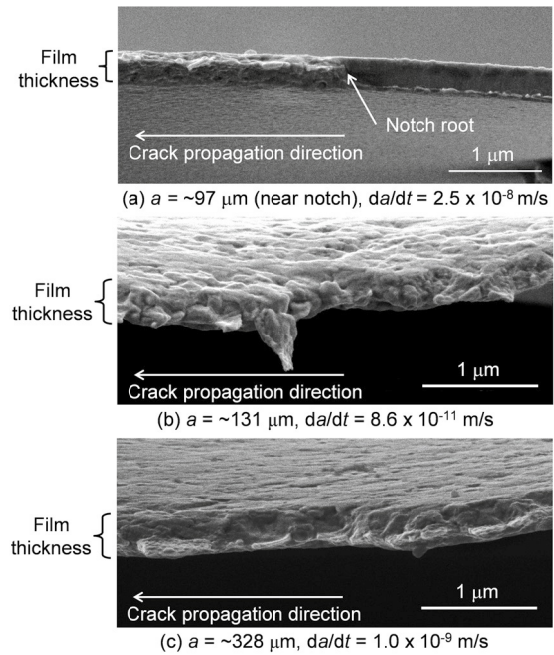 Film
thickness
Notch root
Crack propagation direction
1 μm
(a) a = ~97 μm (near notch), da/dt = 2.5 x 10⁻⁸ m/s
Film
thickness
1 μm
Crack propagation direction
(b) a = ~131 μm, da/dt = 8.6 x 10⁻¹¹ m/s
Film
thickness
1 μm
Crack propagation direction
(c) a = ~328 μm, da/dt = 1.0 x 10⁻⁹ m/s